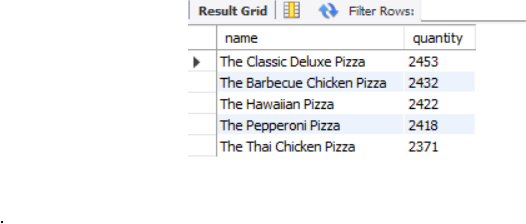 Result Grid Filter Rows:
name quantity
The Classic Deluxe Pizza 2453
The Barbecue Chicken Pizza 2432
The Hawaiian Pizza 2422
The Pepperoni Pizza 2418
The Thai Chicken Pizza 2371
.